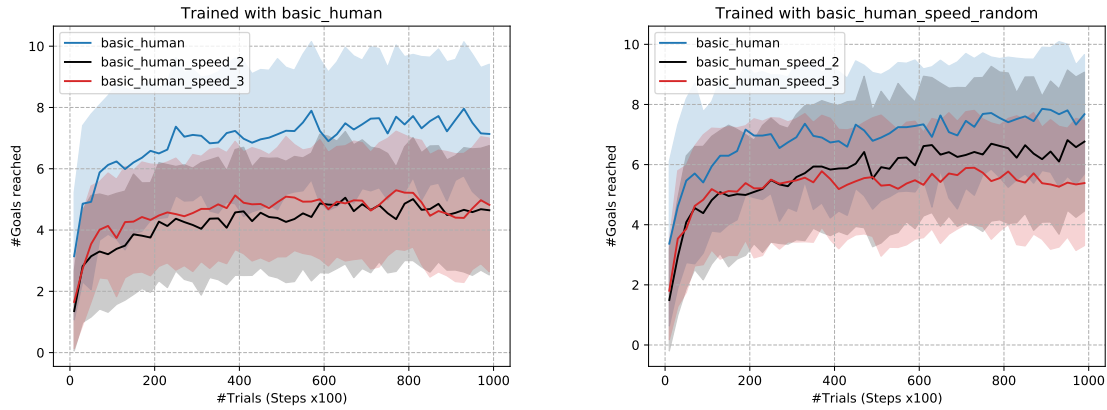 Trained with basic_human
10
8
6
4
2
0
#Goals reached
basic_human
basic_human_speed_2
basic_human_speed_3
0
200
400
600
800
1000
#Trials (Steps x100)
Trained with basic_human_speed_random
10
8
6
4
2
0
#Goals reached
basic_human
basic_human_speed_2
basic_human_speed_3
0
200
400
600
800
1000
#Trials (Steps x100)